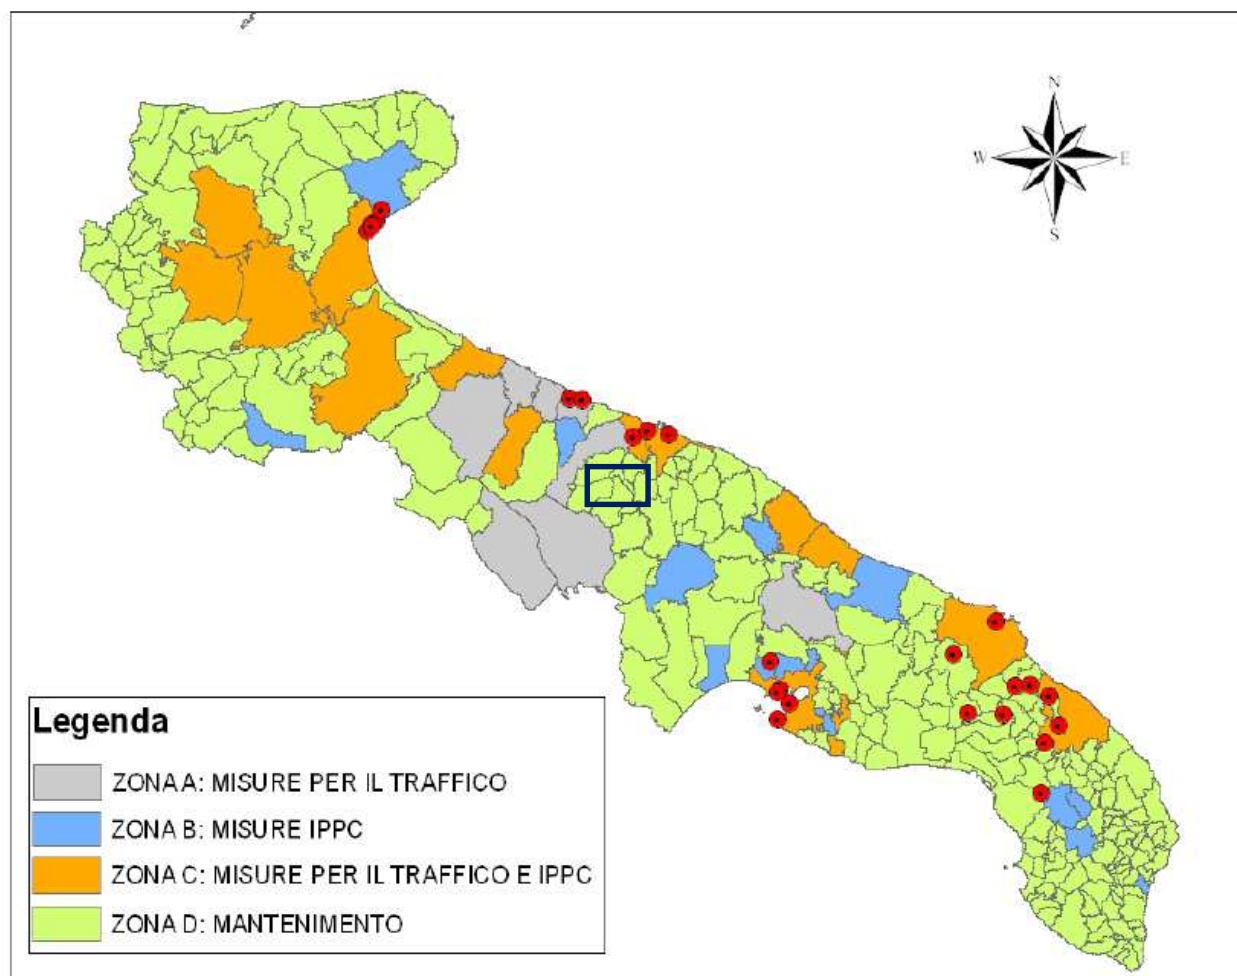 N
W E
S
Legenda
ZONA A: MISURE PER IL TRAFFICO
ZONA B: MISURE IPPC
ZONA C: MISURE PER IL TRAFFICO E IPPC
ZONA D: MANTENIMENTO